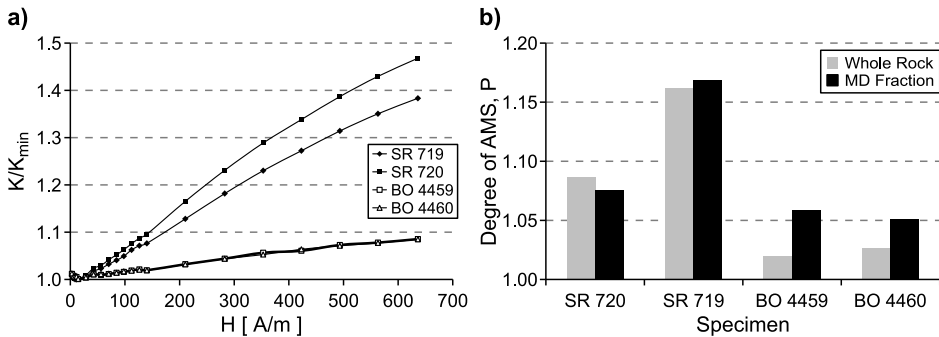 a)
K/Kmin
1.5
1.4
1.3
1.2
1.1
1.0
0
100
200
300
400
500
600
700
H [ A/m ]
SR 719
SR 720
BO 4459
BO 4460
b)
Degree of AMS, P
1.20
1.15
1.10
1.05
1.00
Whole Rock
MD Fraction
SR 720
SR 719
BO 4459
BO 4460
Specimen